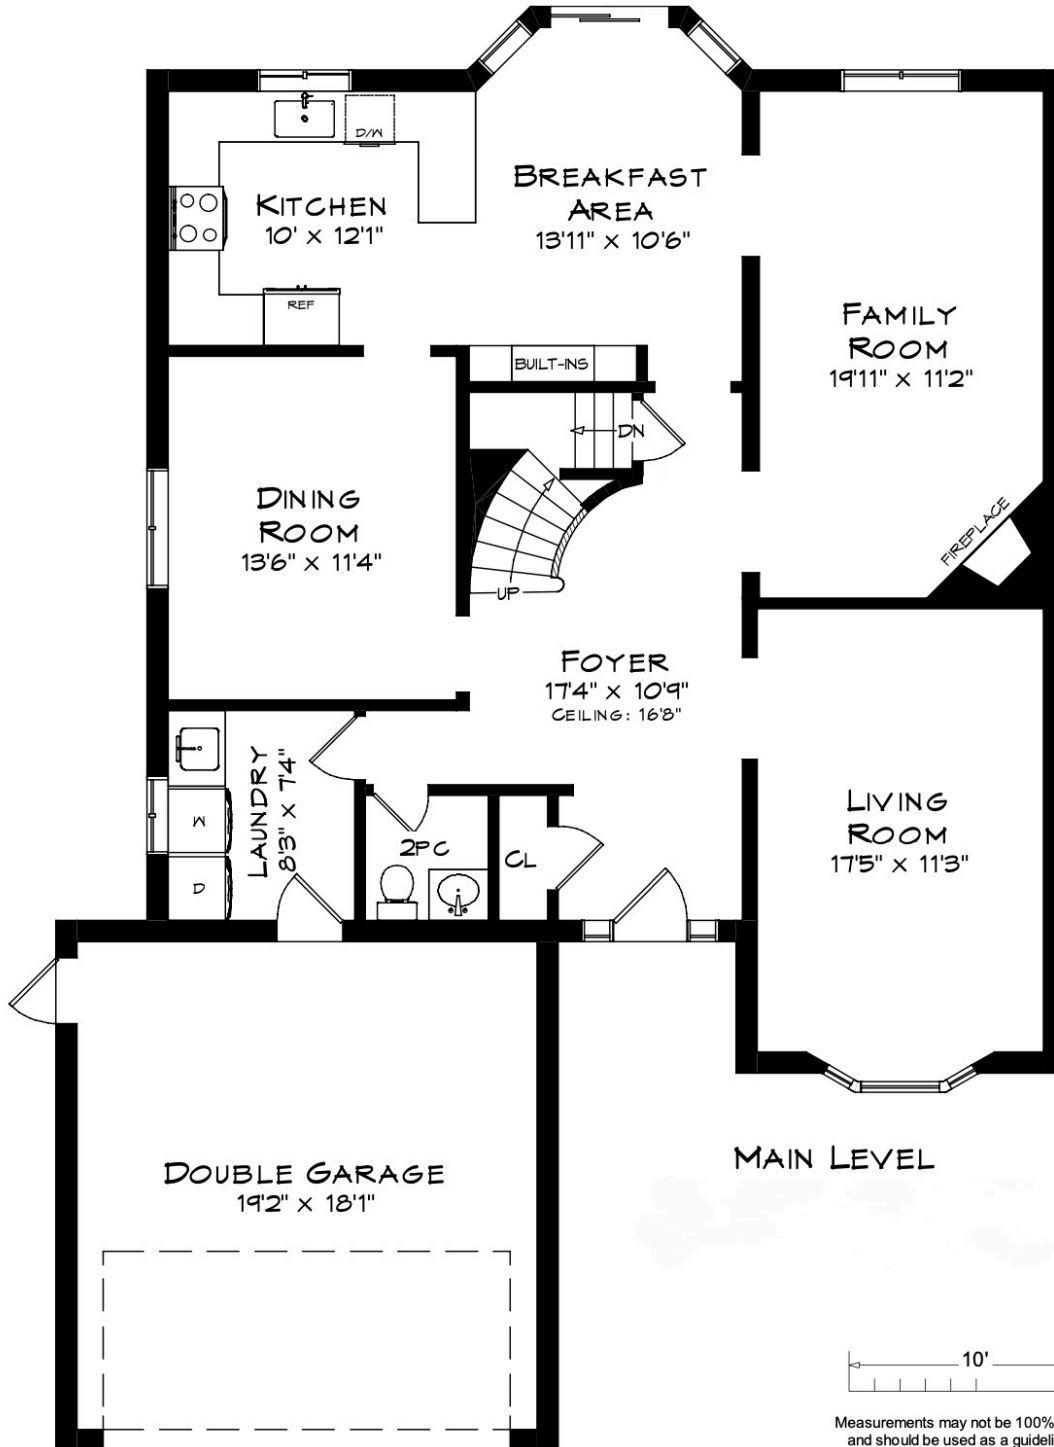 D/W
KITCHEN
10' X 12'1"
REF
BREAKFAST
AREA
13'11" X 10'6"
FAMILY
ROOM
19'11" X 11'2"
BUILT-INS
DN
DINING
ROOM
13'6" X 11'4"
FIREPLACE
UP
FOYER
17'4" X 10'9"
CEILING: 16'8"
LAUNDRY
8'3" X 7'4"
W
D
2PC
CL
LIVING
ROOM
17'5" X 11'3"
MAIN LEVEL
DOUBLE GARAGE
19'2" X 18'1"
10'
Measurements may not be 100%
and should be used as a guideli